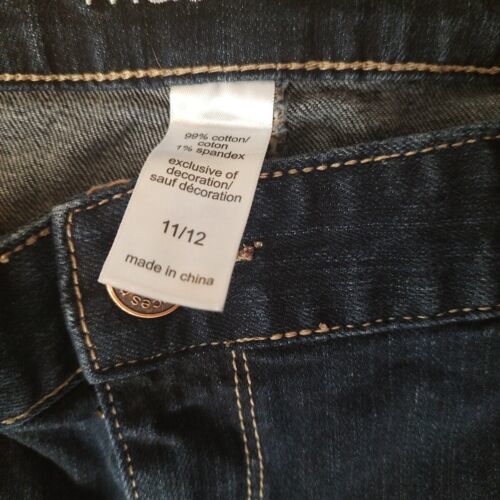 99% cotton/
coton
1% spandex
exclusive of
decoration/
sauf décoration
11/12
made in china